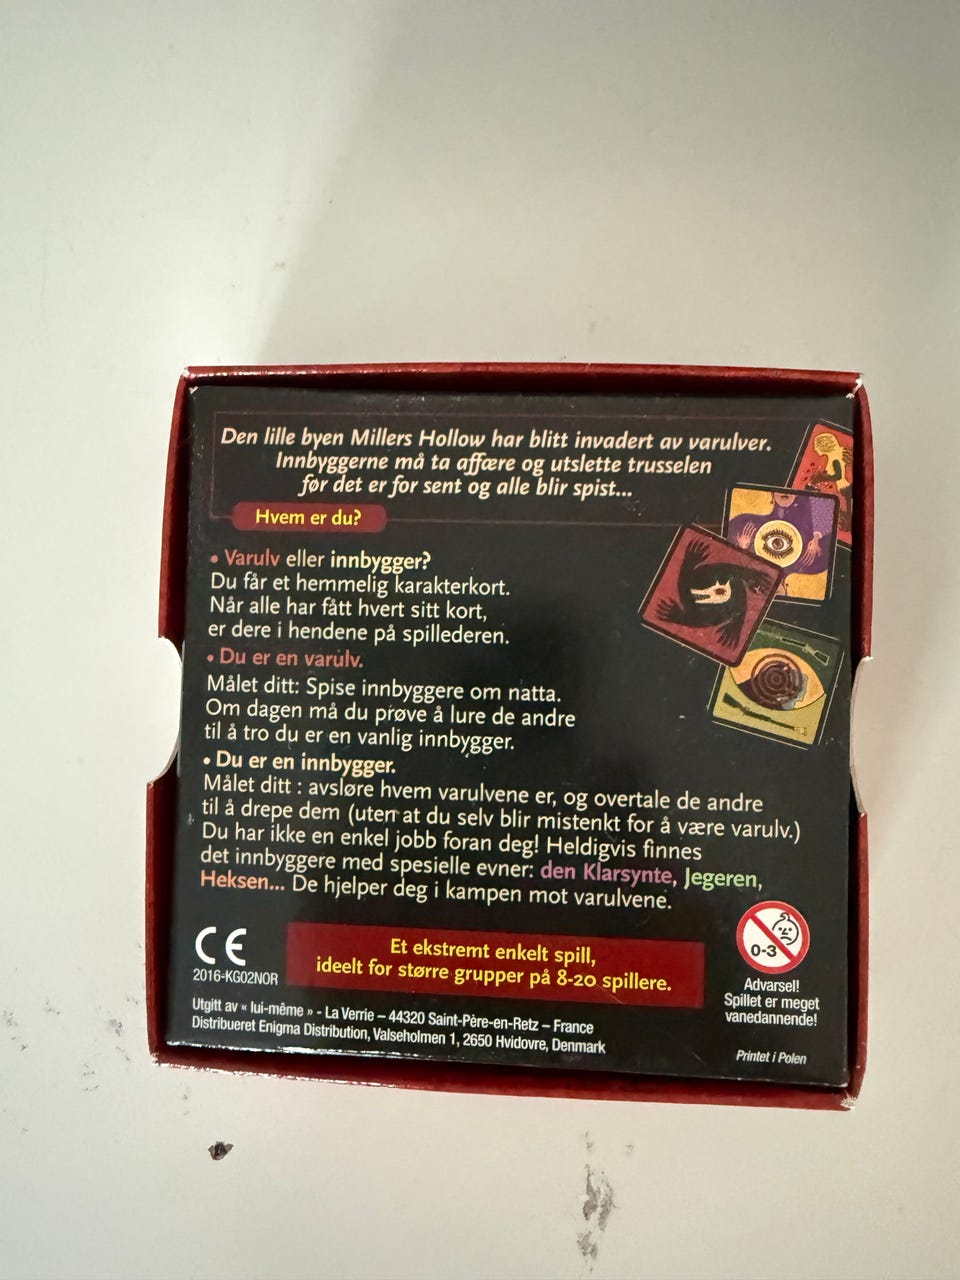 Den lille byen Millers Hollow har blitt invadert av varulver.
Innbyggerne må ta affære og utslette trusselen
før det er for sent og alle blir spist...
Hvem er du?
• Varulv eller innbygger?
Du får et hemmelig karakterkort.
Når alle har fått hvert sitt kort,
er dere i hendene på spillederen.
• Du er en varulv.
Målet ditt: Spise innbyggere om natta.
Om dagen må du prøve å lure de andre
til å tro du er en vanlig innbygger.
• Du er en innbygger.
Målet ditt : avsløre hvem varulvene er, og overtale de andre
til å drepe dem (uten at du selv blir mistenkt for å være varulv.)
Du har ikke en enkel jobb foran deg! Heldigvis finnes
det innbyggere med spesielle evner: den Klarsynte, Jegeren,
Heksen... De hjelper deg i kampen mot varulvene.
CE
2016-KG02NOR
Et ekstremt enkelt spill,
ideelt for større grupper på 8-20 spillere.
0-3
Advarsel!
Spillet er meget
vanedannende!
Utgitt av « lui-même » - La Verrie – 44320 Saint-Père-en-Retz – France
Distribueret Enigma Distribution, Valseholmen 1, 2650 Hvidovre, Denmark
Printet i Polen